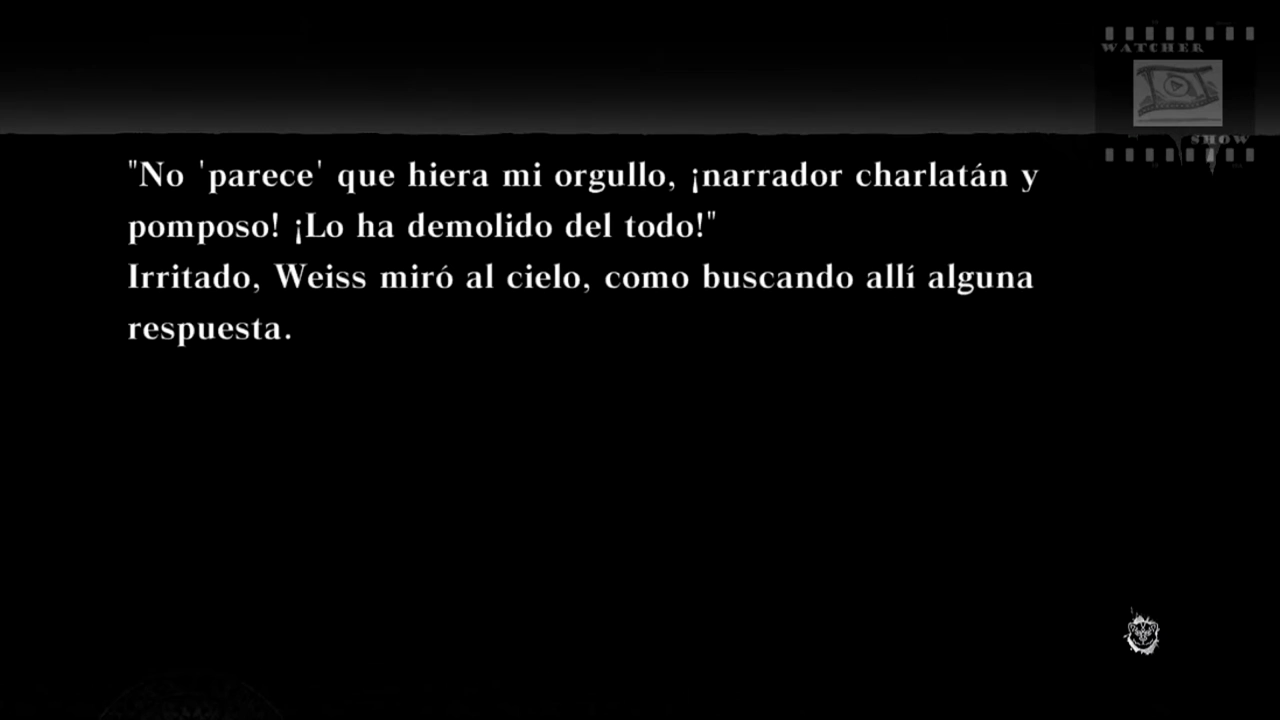 WATCHER
SHOW
"No 'parece' que hiera mi orgullo, ¡narrador charlatán y
pomposo! ¡Lo ha demolido del todo!"
Irritado, Weiss miró al cielo, como buscando allí alguna
respuesta.